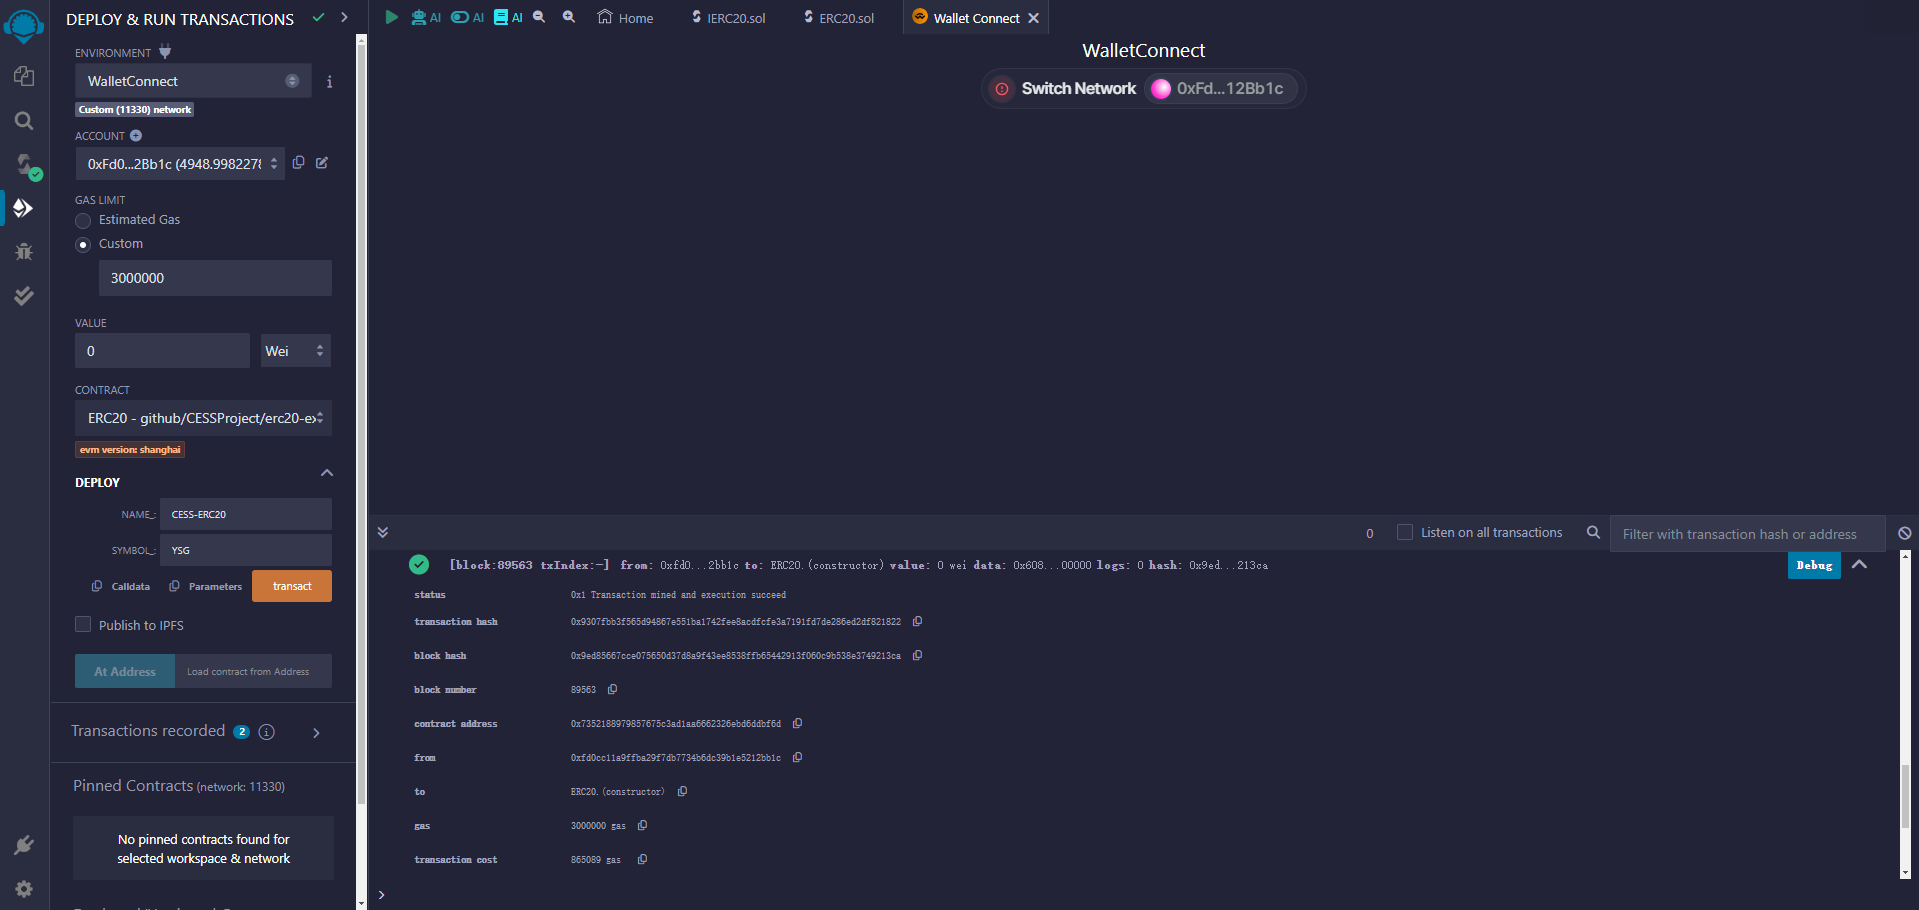 DEPLOY & RUN TRANSACTIONS
ENVIRONMENT
WalletConnect
Custom (11330) network
ACCOUNT
0xFd0...2Bb1c (4948.9982278
GAS LIMIT
Estimated Gas
Custom
3000000
VALUE
0
Wei
CONTRACT
ERC20 - github/CESSProject/erc20-ex
evm version: shanghai
DEPLOY
NAME_: CESS-ERC20
SYMBOL_: YSG
Calldata Parameters transact
Publish to IPFS
At Address Load contract from Address
Transactions recorded 2 i
Pinned Contracts (network: 11330)
No pinned contracts found for
selected workspace & network
AI AI AI Home IERC20.sol ERC20.sol Wallet Connect
WalletConnect
Switch Network 0xFd...12Bb1c
0 Listen on all transactions Filter with transaction hash or address
[block:89563 txIndex:-] from: 0xfd0...2bb1c to: ERC20.(constructor) value: 0 wei data: 0x608...00000 logs: 0 hash: 0x9ed...213ca
Debug
status 0x1 Transaction mined and execution succeed
transaction hash 0x9307fbb3f565d94867e551ba1742fee8acdfcfe3a7191fd7de286ed2df821822
block hash 0x9ed85667cce075650d37d8a9f43ee8538ffb65442913f060c9b538e3749213ca
block number 89563
contract address 0x7352188979857675c3ad1aa6662326ebd6ddbf6d
from 0xfd0cc11a9ffba29f7db7734b6dc39b1e5212bb1c
to ERC20.(constructor)
gas 3000000 gas
transaction cost 865089 gas